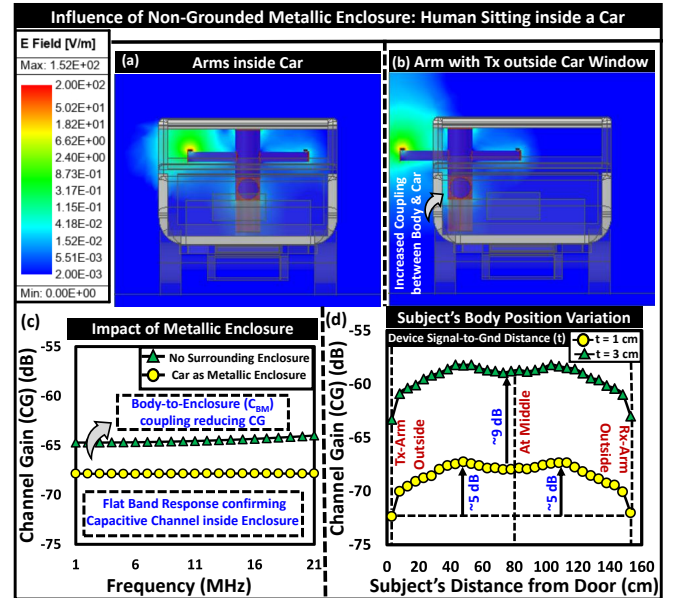 Influence of Non-Grounded Metallic Enclosure: Human Sitting inside a Car
E Field [V/m]
Max: 1.52E+02
2.00E+02
5.02E+01
1.82E+01
6.62E+00
2.40E+00
8.73E-01
3.17E-01
1.15E-01
4.18E-02
1.52E-02
5.51E-03
2.00E-03
Min: 0.00E+00
(a) Arms inside Car
(b) Arm with Tx outside Car Window
Increased Coupling
between Body & Car
(c) Impact of Metallic Enclosure
Channel Gain (CG) (dB)
-55
-60
-65
-70
-75
No Surrounding Enclosure
Car as Metallic Enclosure
Body-to-Enclosure (CBM)
coupling reducing CG
Flat Band Response confirming
Capacitive Channel inside Enclosure
1 6 11 16 21
Frequency (MHz)
(d) Subject's Body Position Variation
Channel Gain (CG) (dB)
-55
-60
-65
-70
-75
Device Signal-to-Gnd Distance (t)
t = 1 cm
t = 3 cm
Tx-Arm
Outside
~9 dB
At Middle
Rx-Arm
Outside
~5 dB
~5 dB
0 20 40 60 80 100 120 140 160
Subject's Distance from Door (cm)